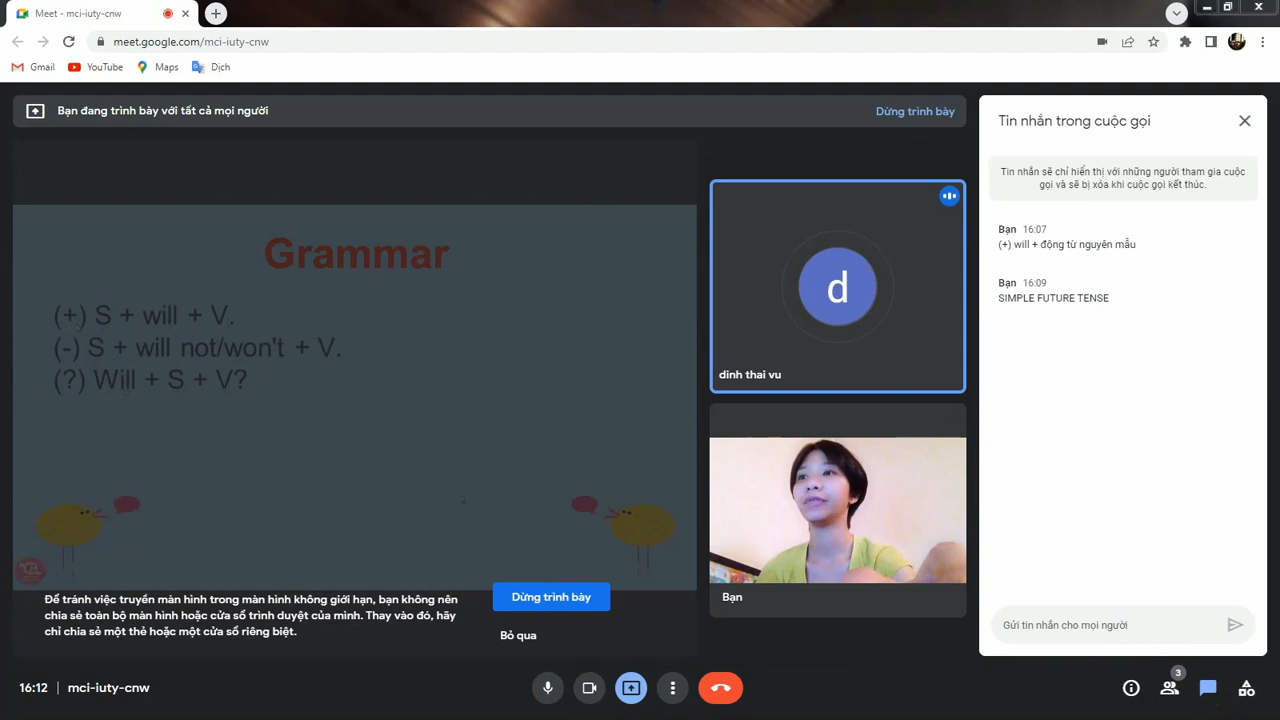 Meet - mci-iuty-cnw
meet.google.com/mci-iuty-cnw
Gmail
YouTube
Maps
Dịch
Bạn đang trình bày với tất cả mọi người
Dừng trình bày
Grammar
(+) S + will + V.
(-) S + will not/won't + V.
(?) Will + S + V?
Để tránh việc truyền màn hình trong màn hình không giới hạn, bạn không nên
chia sẻ toàn bộ màn hình hoặc cửa sổ trình duyệt của mình. Thay vào đó, hãy
chỉ chia sẻ một thẻ hoặc một cửa sổ riêng biệt.
Dừng trình bày
Bỏ qua
d
dinh thai vu
Bạn
Tin nhắn trong cuộc gọi
Tin nhắn sẽ chỉ hiển thị với những người tham gia cuộc
gọi và sẽ bị xóa khi cuộc gọi kết thúc.
Bạn 16:07
(+) will + động từ nguyên mẫu
Bạn 16:09
SIMPLE FUTURE TENSE
Gửi tin nhắn cho mọi người
16:12 | mci-iuty-cnw
3